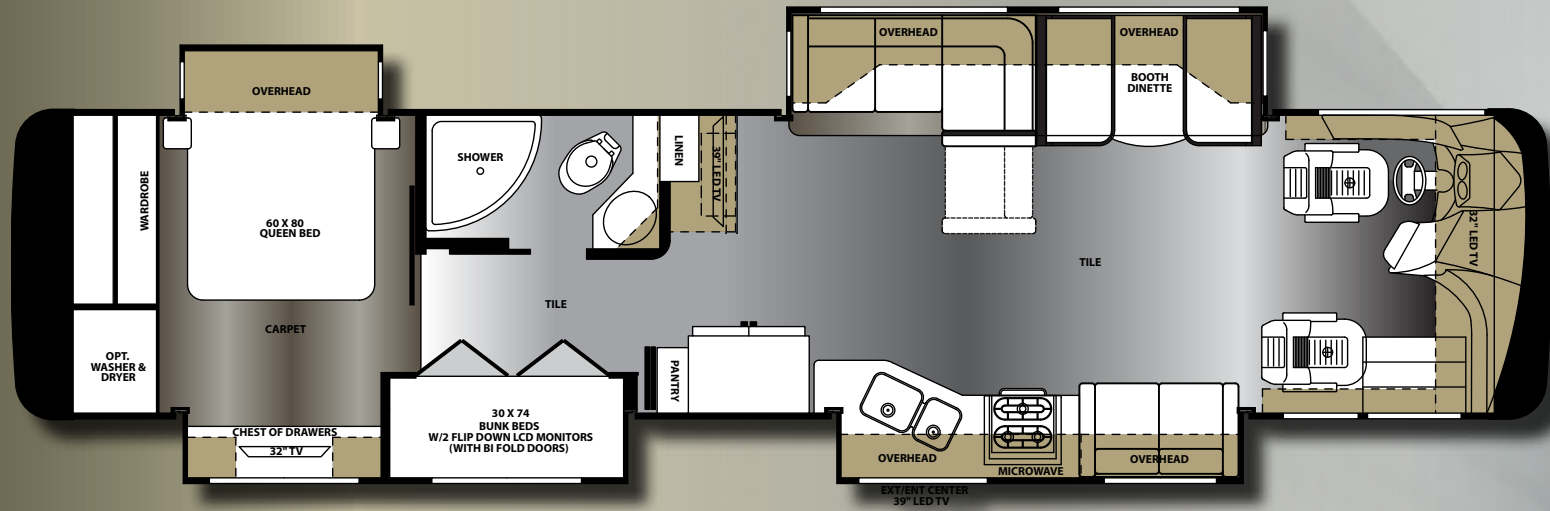 OVERHEAD
WARDROBE
60 X 80
QUEEN BED
CARPET
OPT.
WASHER &
DRYER
CHEST OF DRAWERS
32" TV
SHOWER
LINEN
39" LED TV
TILE
30 X 74
BUNK BEDS
W/2 FLIP DOWN LCD MONITORS
(WITH BI FOLD DOORS)
PANTRY
OVERHEAD
OVERHEAD
BOOTH
DINETTE
TILE
OVERHEAD
MICROWAVE
OVERHEAD
EXT/ENT CENTER
39" LED TV
32" LED TV